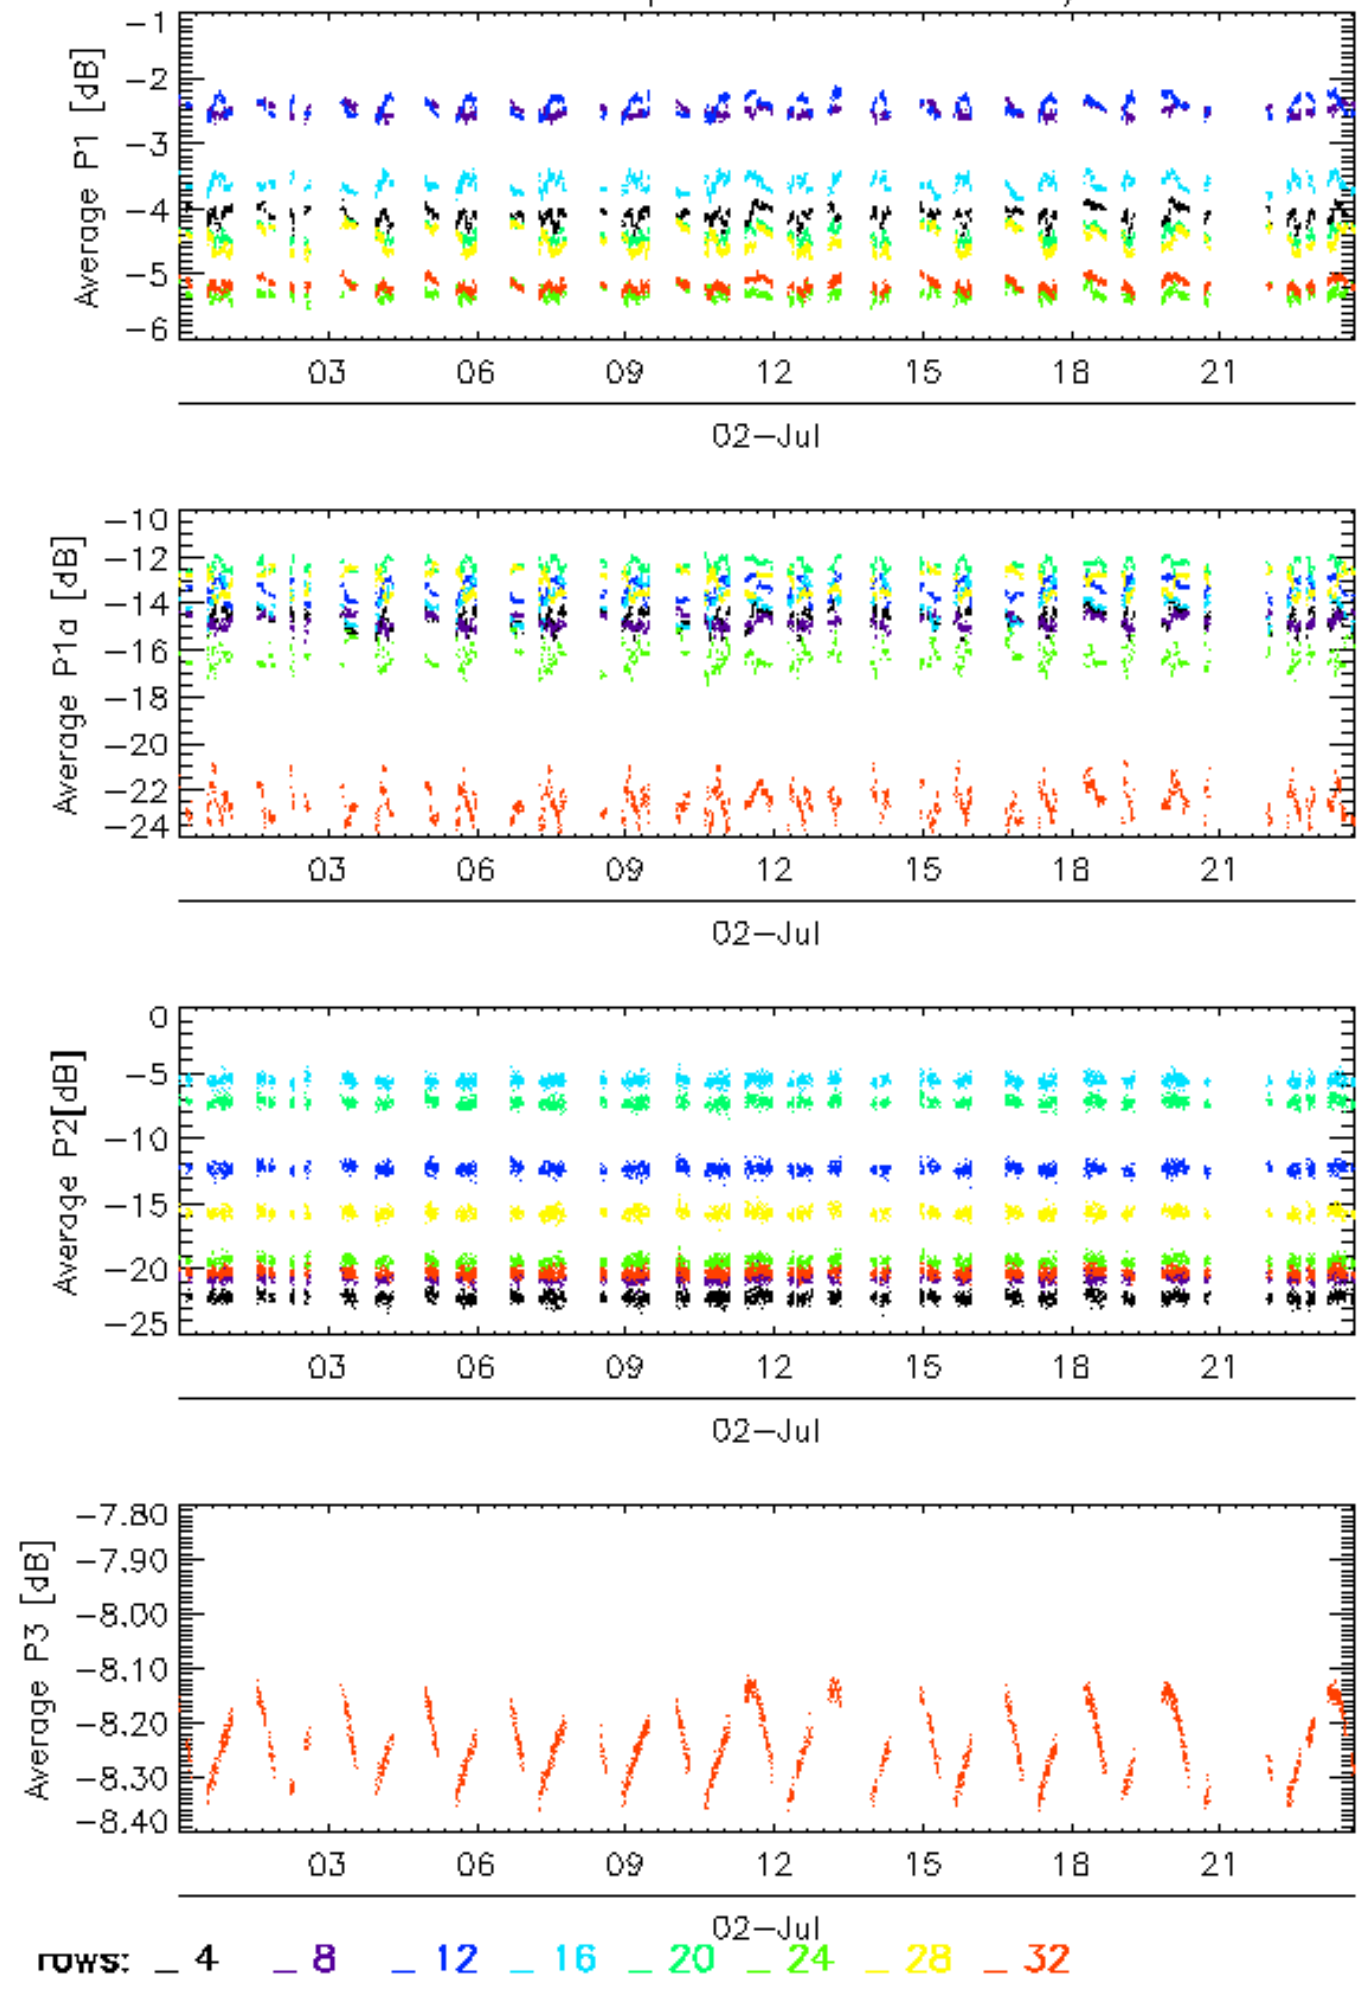 Average P1 [dB]
-1
-2
-3
-4
-5
-6
03 06 09 12 15 18 21
02-Jul
Average P1a [dB]
-10
-12
-14
-16
-18
-20
-22
-24
03 06 09 12 15 18 21
02-Jul
Average P2[dB]
0
-5
-10
-15
-20
-25
03 06 09 12 15 18 21
02-Jul
Average P3 [dB]
-7.80
-7.90
-8.00
-8.10
-8.20
-8.30
-8.40
03 06 09 12 15 18 21
02-Jul
rows: _ 4 _ 8 _ 12 _ 16 _ 20 _ 24 _ 28 _ 32